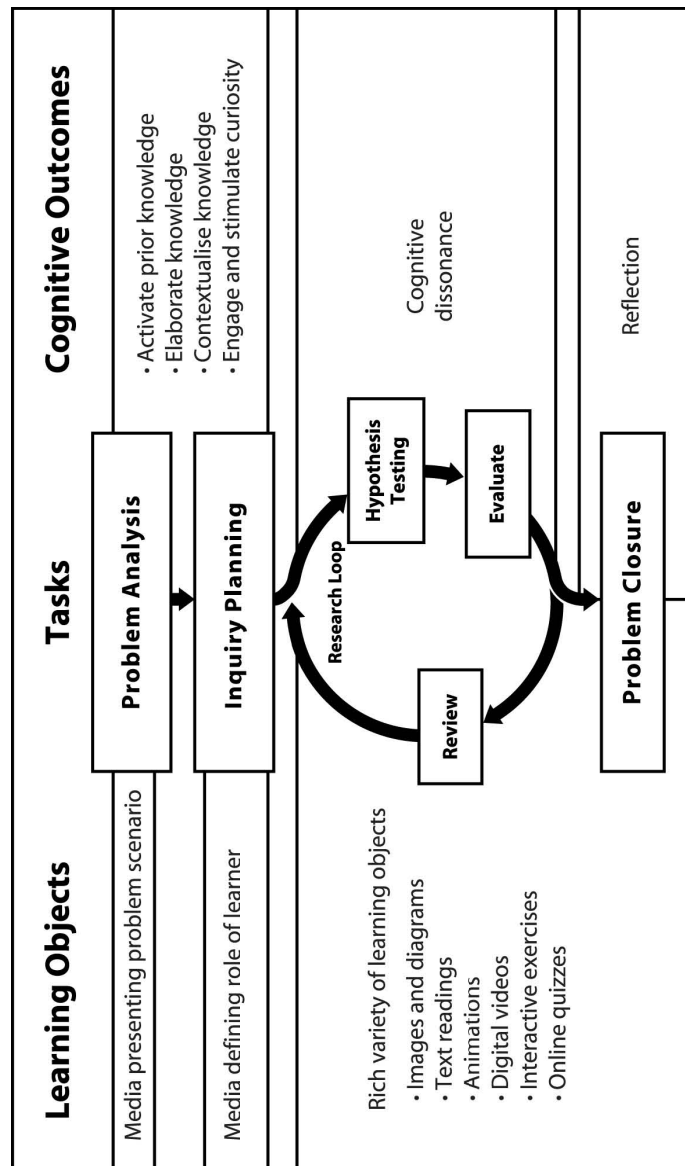 Learning Objects
Tasks
Cognitive Outcomes
Media presenting problem scenario
Problem Analysis
• Activate prior knowledge
• Elaborate knowledge
• Contextualise knowledge
• Engage and stimulate curiosity
Media defining role of learner
Inquiry Planning
Research Loop
Rich variety of learning objects
• Images and diagrams
• Text readings
• Animations
• Digital videos
• Interactive exercises
• Online quizzes
Review
Hypothesis
Testing
Evaluate
Cognitive
dissonance
Problem Closure
Reflection